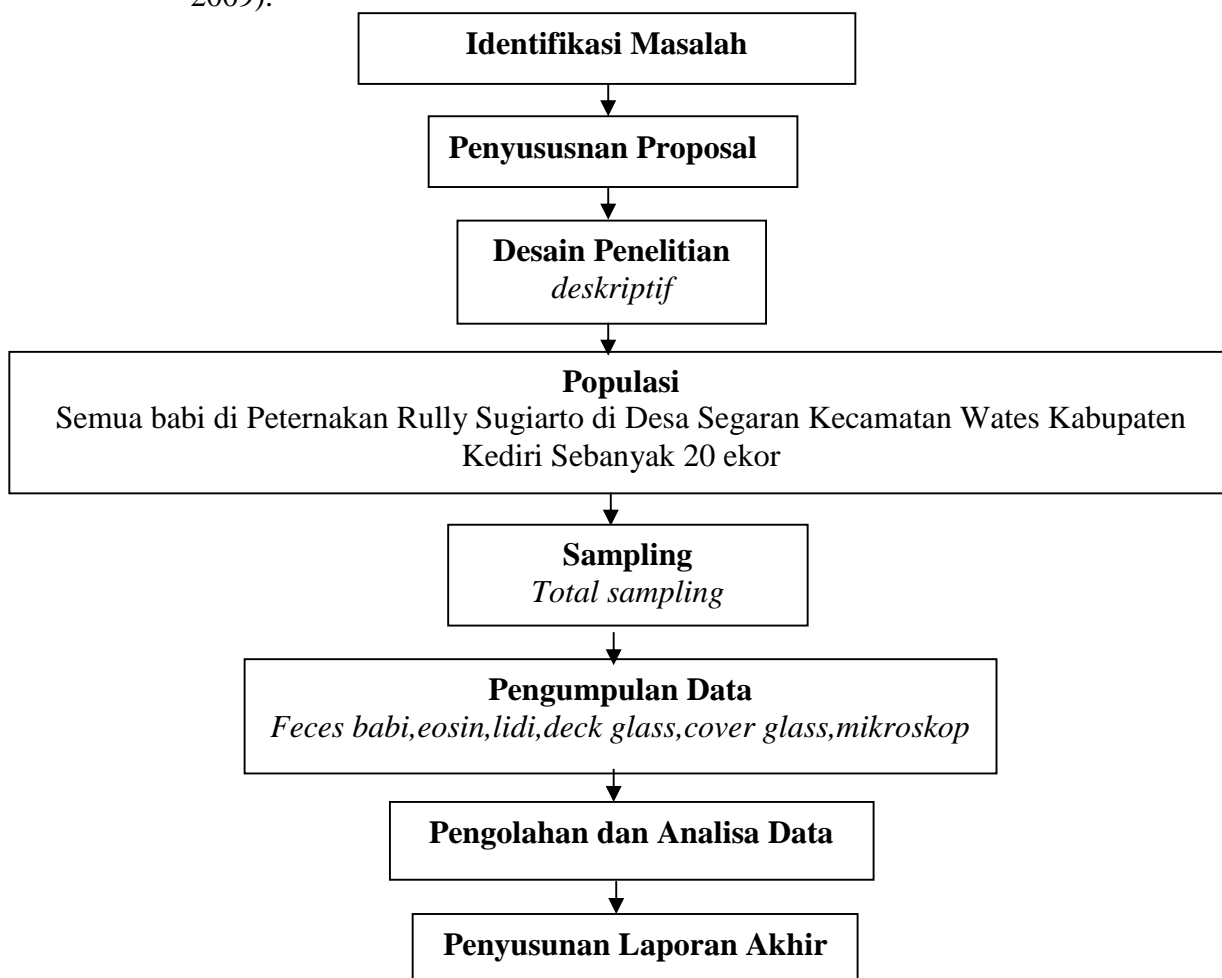 2009).
Identifikasi Masalah
Penyususnan Proposal
Desain Penelitian
deskriptif
Populasi
Semua babi di Peternakan Rully Sugiarto di Desa Segaran Kecamatan Wates Kabupaten
Kediri Sebanyak 20 ekor
Sampling
Total sampling
Pengumpulan Data
Feces babi,eosin,lidi,deck glass,cover glass,mikroskop
Pengolahan dan Analisa Data
Penyusunan Laporan Akhir